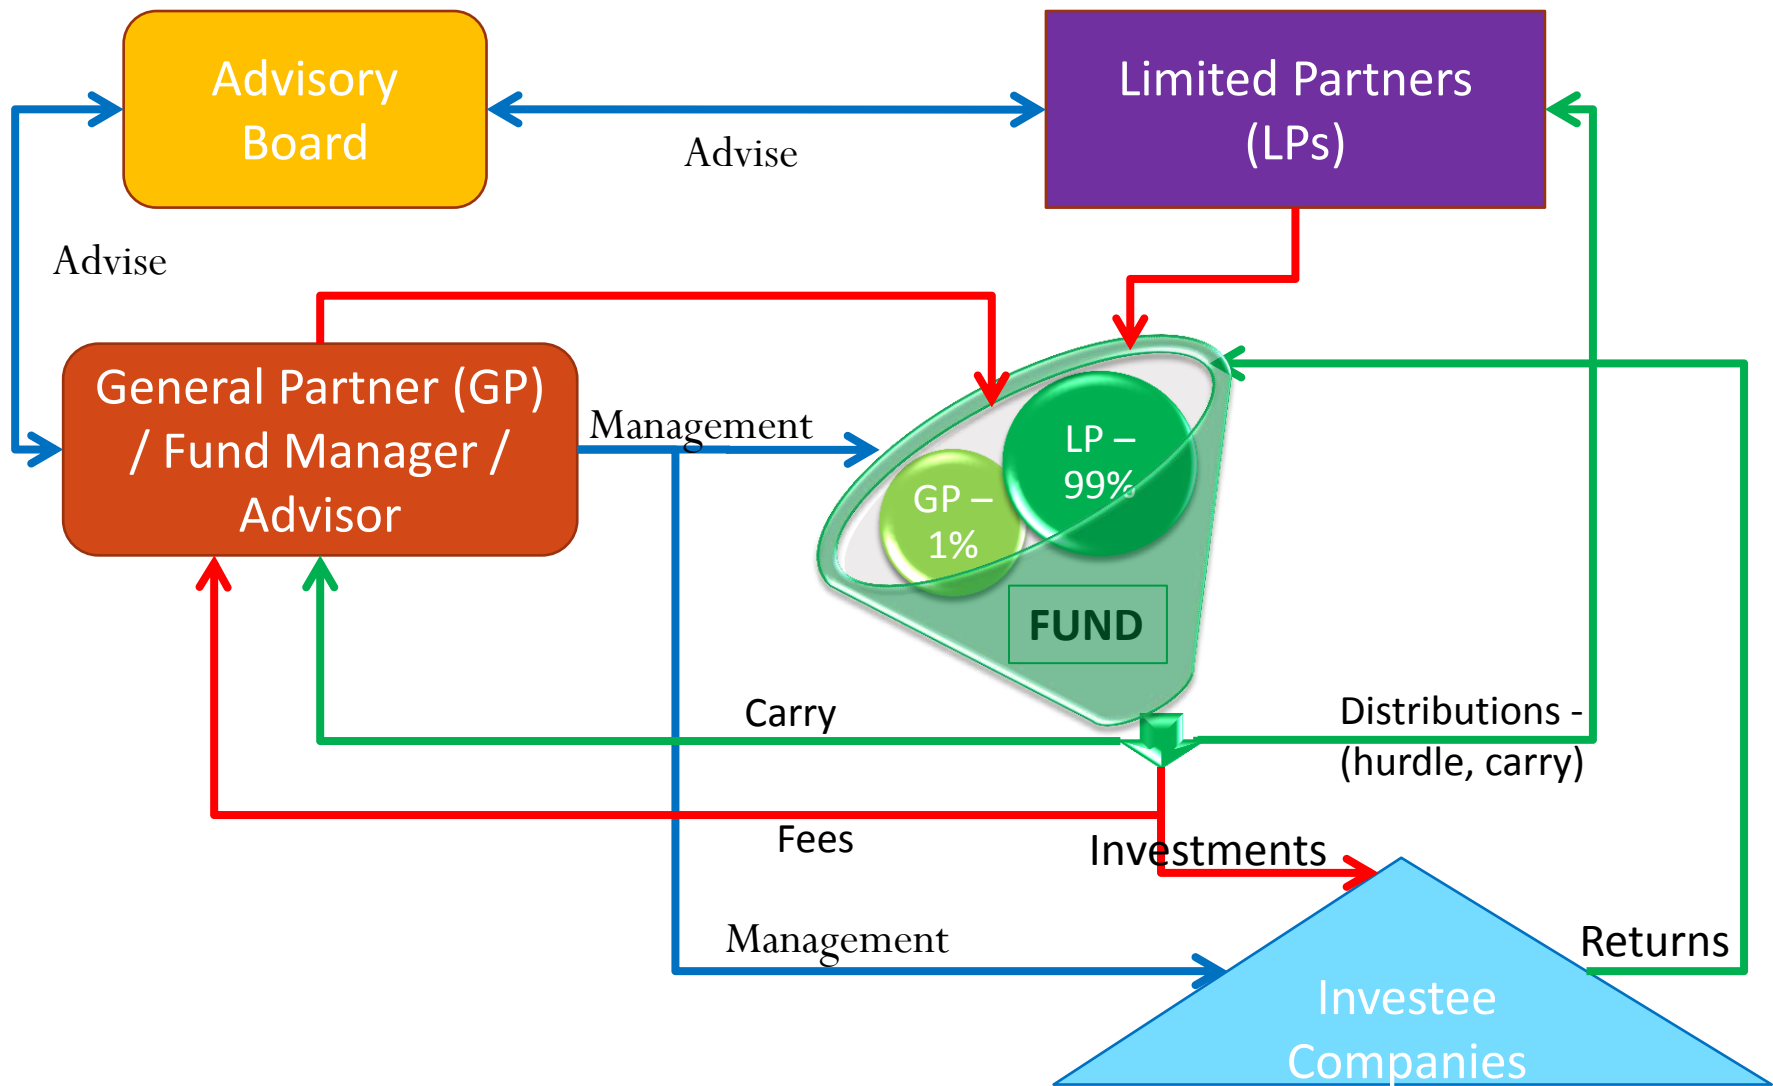 Advisory
Board
Limited Partners
(LPs)
Advise
Advise
General Partner (GP)
/ Fund Manager /
Advisor
Management
LP –
99%
GP –
1%
FUND
Carry
Distributions -
(hurdle, carry)
Fees
Investments
Management
Returns
Investee
Companies